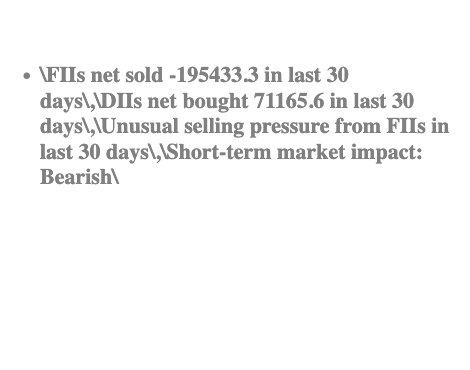 • \FIIs net sold -195433.3 in last 30
days\,\DIIs net bought 71165.6 in last 30
days\,\Unusual selling pressure from FIIs in
last 30 days\,\Short-term market impact:
Bearish\